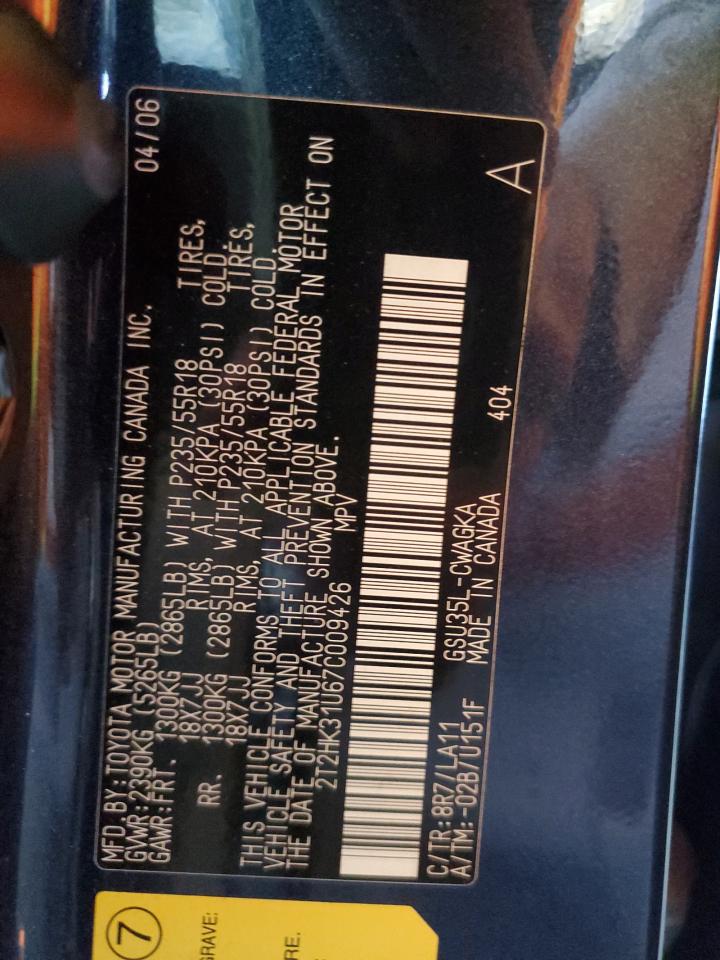 MFD.BY:TOYOTA MOTOR MANUFACTURING CANADA INC. 04/06
GVWR:2390KG (5265LB)
GAWR:FRT. 1300KG (2865LB) WITH P235/55R18 TIRES,
18X7JJ RIMS, AT 210KPA (30PSI) COLD.
RR. 1300KG (2865LB) WITH P235/55R18 TIRES,
18X7JJ RIMS, AT 210KPA (30PSI) COLD.
THIS VEHICLE CONFORMS TO ALL APPLICABLE FEDERAL MOTOR
VEHICLE SAFETY AND THEFT PREVENTION STANDARDS IN EFFECT ON
THE DATE OF MANUFACTURE SHOWN ABOVE.
2T2HK31U67C009426 MPV
C/TR:8R7/LA11 GSU35L-CWAGKA
A/TM:-02B/U151F MADE IN CANADA 404 A
7
GRAVE:
RE.